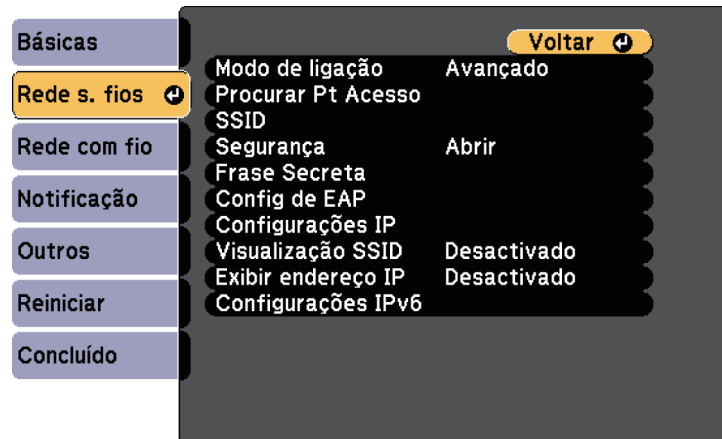 Básicas
Rede s. fios
Rede com fio
Notificação
Outros
Reiniciar
Concluído
Voltar
Modo de ligação Avançado
Procurar Pt Acesso
SSID
Segurança Abrir
Frase Secreta
Config de EAP
Configurações IP
Visualização SSID Desactivado
Exibir endereço IP Desactivado
Configurações IPv6